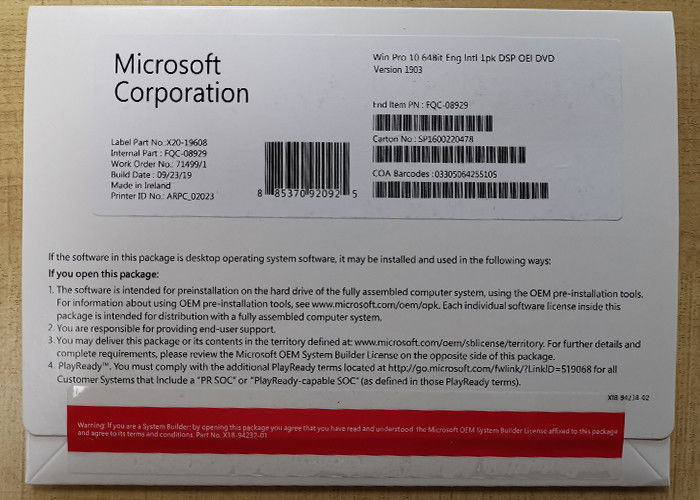 Microsoft
Corporation
Win Pro 10 64Bit Eng Intl 1pk DSP OEI DVD
Version 1903
End Item PN : FQC-08929
Carton No : SP1600220478
COA Barcodes : 03305064255105
Label Part No.:X20-19608
Internal Part : FQC-08929
Work Order No.: 71499/1
Build Date : 09/23/19
Made in Ireland
Printer ID No.: ARPC_02023
8 85370 92092 5
If the software in this package is desktop operating system software, it may be installed and used in the following ways:
If you open this package:
1. The software is intended for preinstallation on the hard drive of the fully assembled computer system, using the OEM pre-installation tools.
For information about using OEM pre-installation tools, see www.microsoft.com/oem/opk. Each individual software license inside this
package is intended for distribution with a fully assembled computer system.
2. You are responsible for providing end-user support.
3. You may deliver this package or its contents in the territory defined at: www.microsoft.com/oem/sblicense/territory. For further details and
complete requirements, please review the Microsoft OEM System Builder License on the opposite side of this package.
4. PlayReady™. You must comply with the additional PlayReady terms located at http://go.microsoft.com/fwlink/?LinkID=519068 for all
Customer Systems that Include a "PR SOC" or "PlayReady-capable SOC" (as defined in those PlayReady terms).
X18-94238-02
Warning: If you are a System Builder: by opening this package you agree that you have read and understood the Microsoft OEM System Builder License affixed to this package
and agree to its terms and conditions. Part No. X18-94232-01